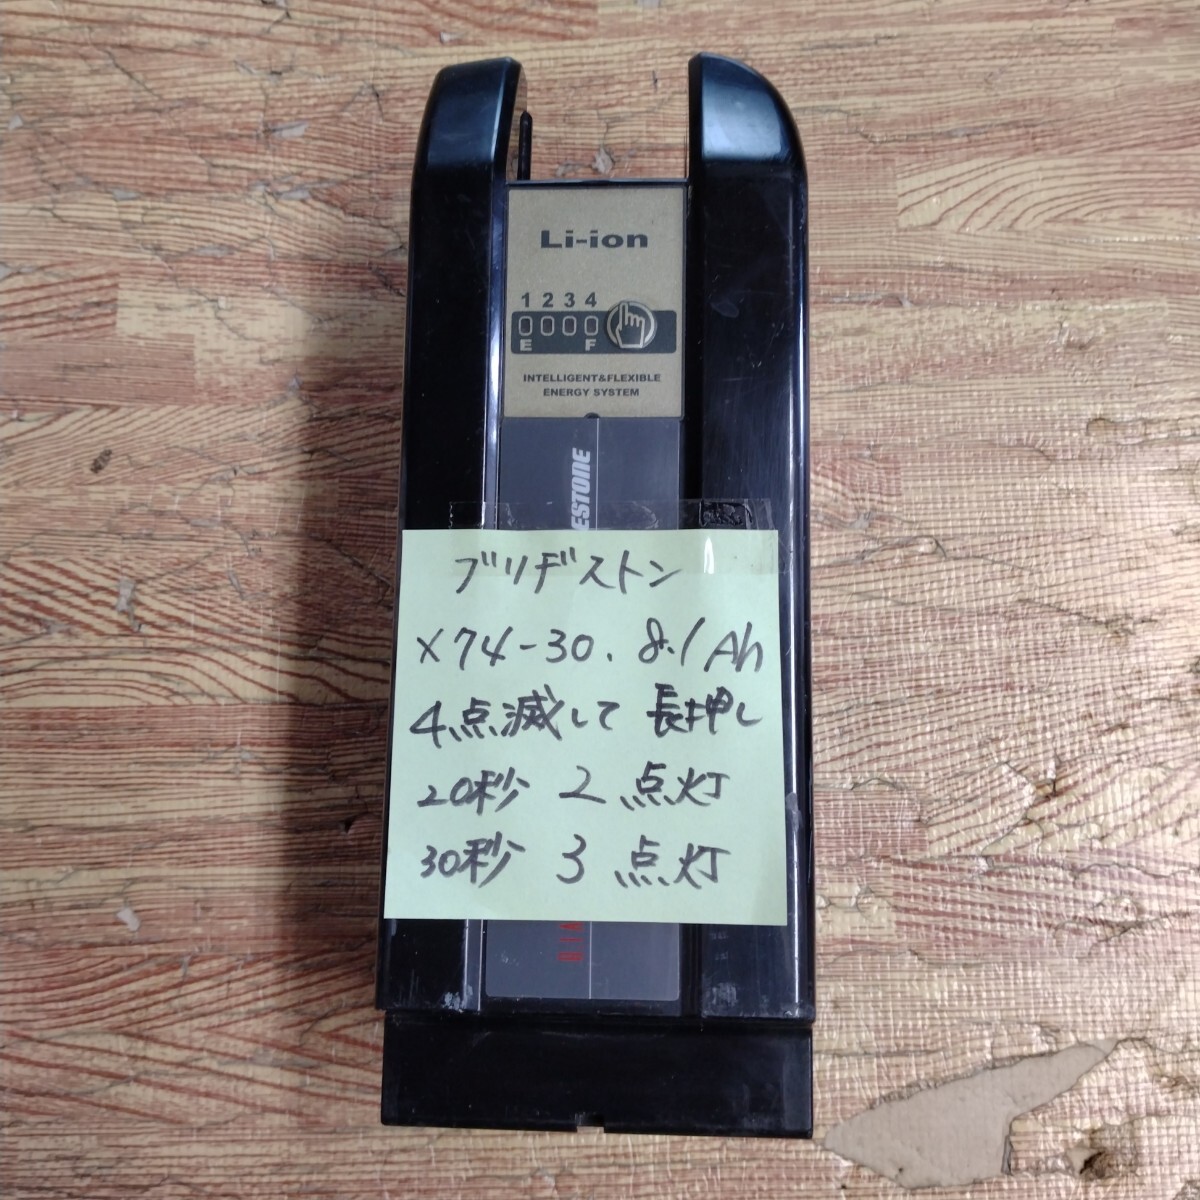 Li-ion
1 2 3 4
E F
INTELLIGENT&FLEXIBLE
ENERGY SYSTEM
ESTONE
ブリヂストン
X74-30. 8.1Ah
4点滅して 長押し
20秒 2 点灯
30秒 3 点灯